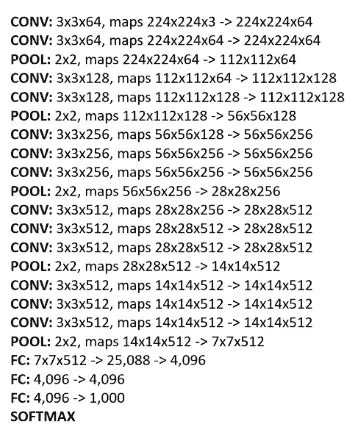 CONV: 3x3x64, maps 224x224x3 -> 224x224x64
CONV: 3x3x64, maps 224x224x64 -> 224x224x64
POOL: 2x2, maps 224x224x64 -> 112x112x64
CONV: 3x3x128, maps 112x112x64 -> 112x112x128
CONV: 3x3x128, maps 112x112x128 -> 112x112x128
POOL: 2x2, maps 112x112x128 -> 56x56x128
CONV: 3x3x256, maps 56x56x128 -> 56x56x256
CONV: 3x3x256, maps 56x56x256 -> 56x56x256
CONV: 3x3x256, maps 56x56x256 -> 56x56x256
POOL: 2x2, maps 56x56x256 -> 28x28x256
CONV: 3x3x512, maps 28x28x256 -> 28x28x512
CONV: 3x3x512, maps 28x28x512 -> 28x28x512
CONV: 3x3x512, maps 28x28x512 -> 28x28x512
POOL: 2x2, maps 28x28x512 -> 14x14x512
CONV: 3x3x512, maps 14x14x512 -> 14x14x512
CONV: 3x3x512, maps 14x14x512 -> 14x14x512
CONV: 3x3x512, maps 14x14x512 -> 14x14x512
POOL: 2x2, maps 14x14x512 -> 7x7x512
FC: 7x7x512 -> 25,088 -> 4,096
FC: 4,096 -> 4,096
FC: 4,096 -> 1,000
SOFTMAX